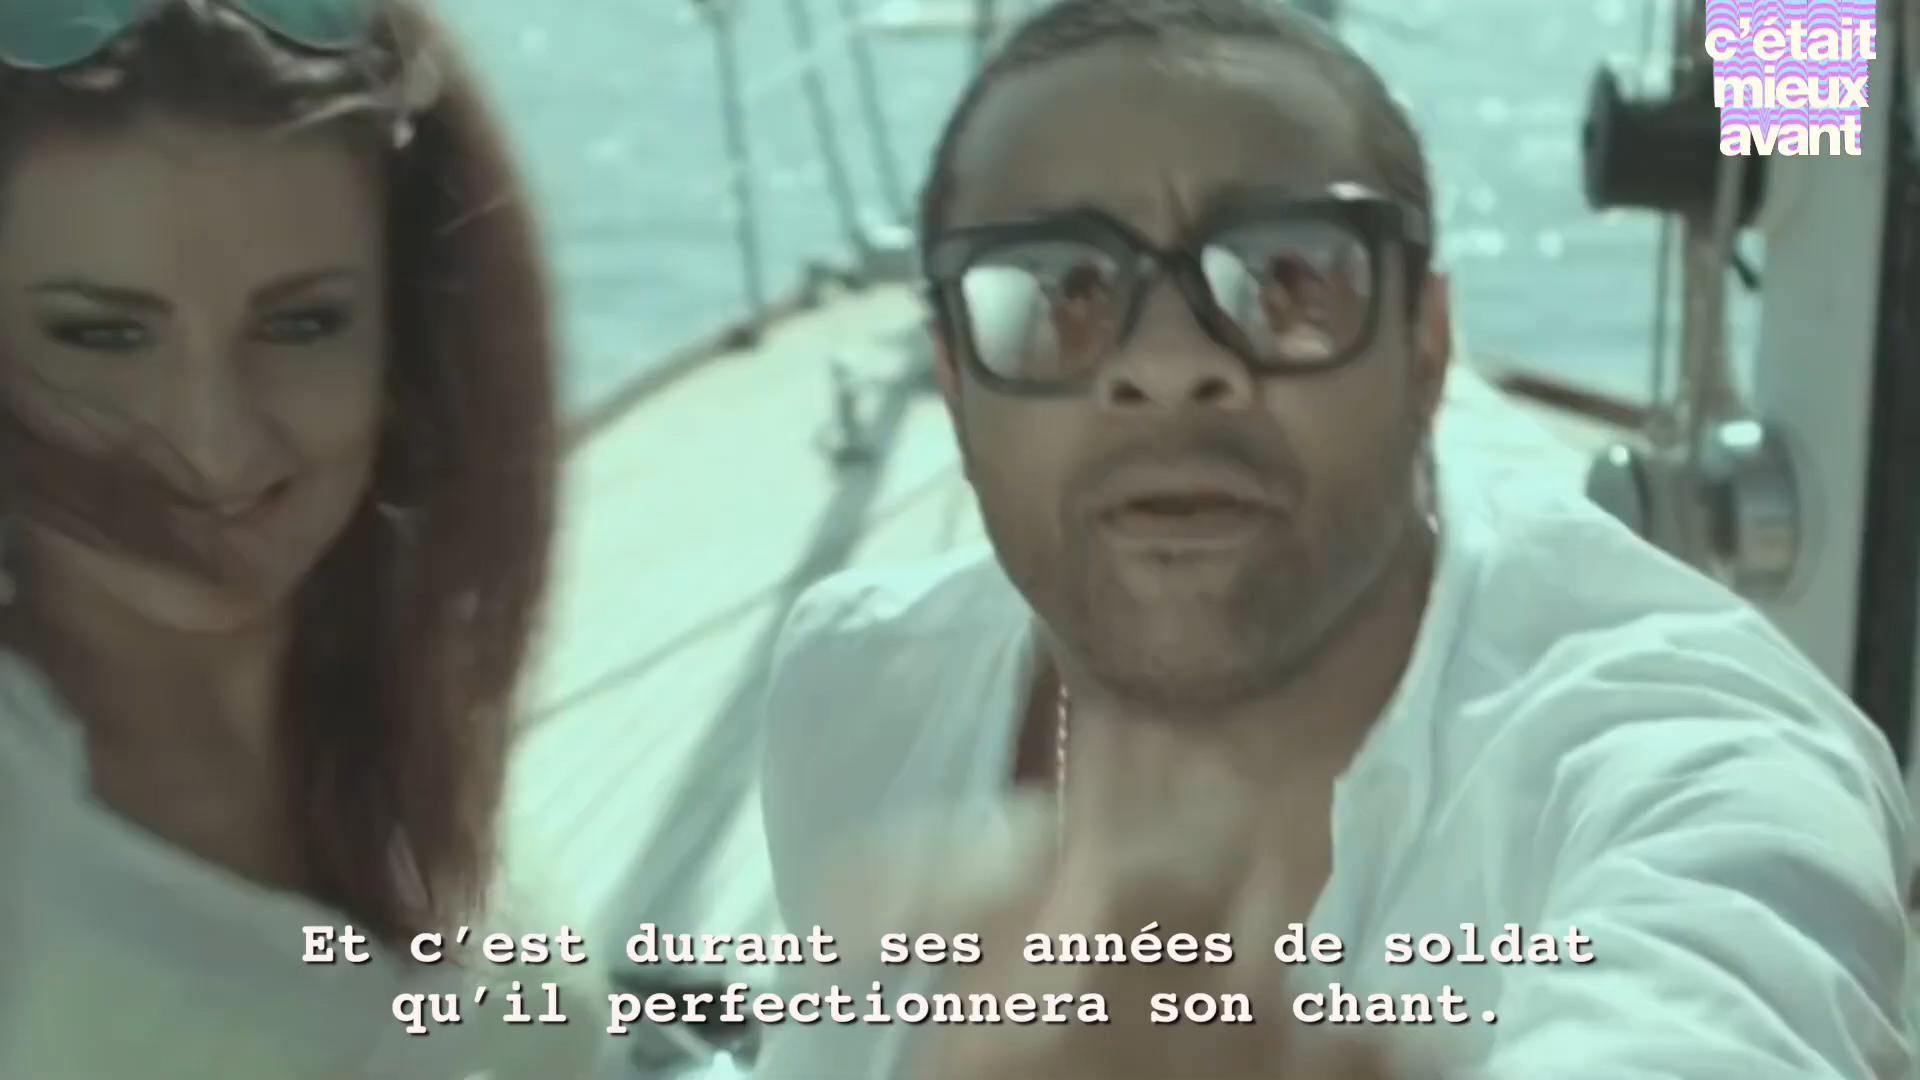 c'était
mieux
avant
Et c'est durant ses années de soldat
qu'il perfectionnera son chant.